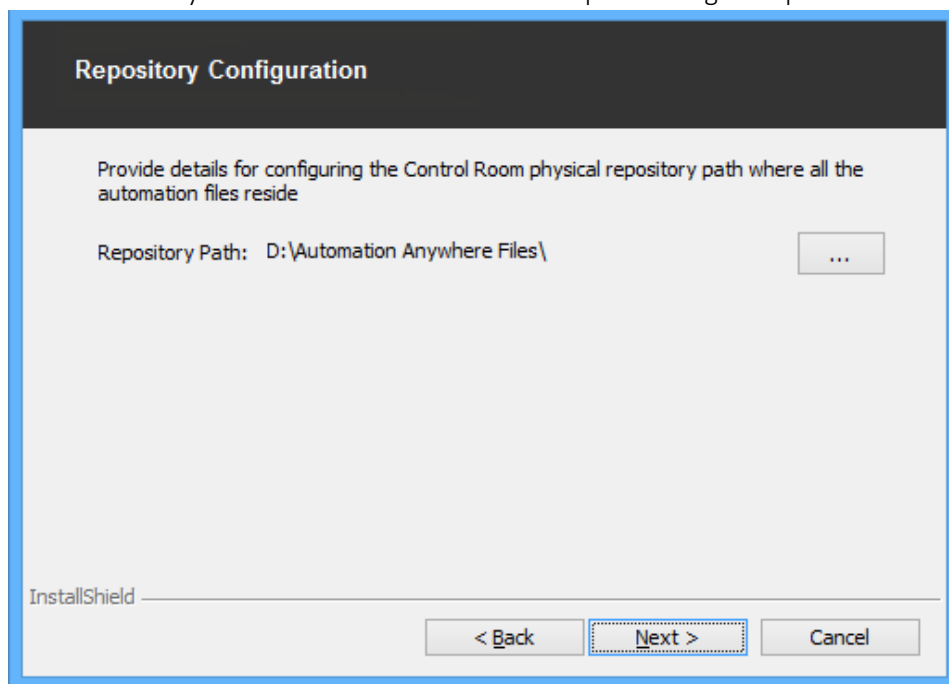 Repository Configuration
Provide details for configuring the Control Room physical repository path where all the
automation files reside
Repository Path: D:\Automation Anywhere Files\
...
InstallShield
< Back Next > Cancel